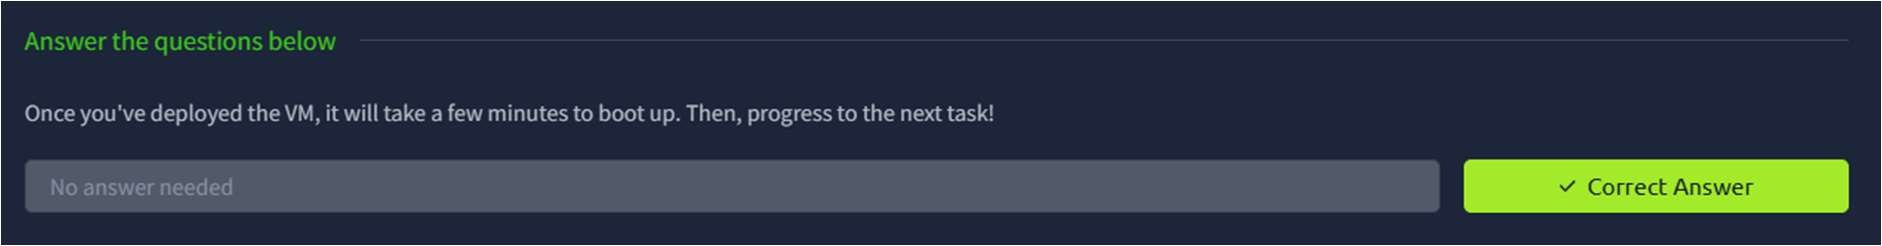 Answer the questions below
Once you've deployed the VM, it will take a few minutes to boot up. Then, progress to the next task!
No answer needed
Correct Answer